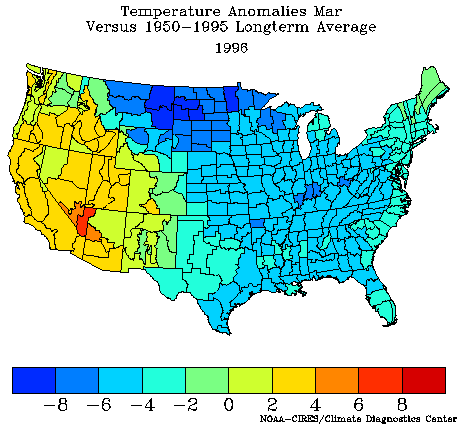 Temperature Anomalies Mar
Versus 1950-1995 Longterm Average
1996
-8 -6 -4 -2 0 2 4 6 8
NOAA-CIRES/Climate Diagnostics Center